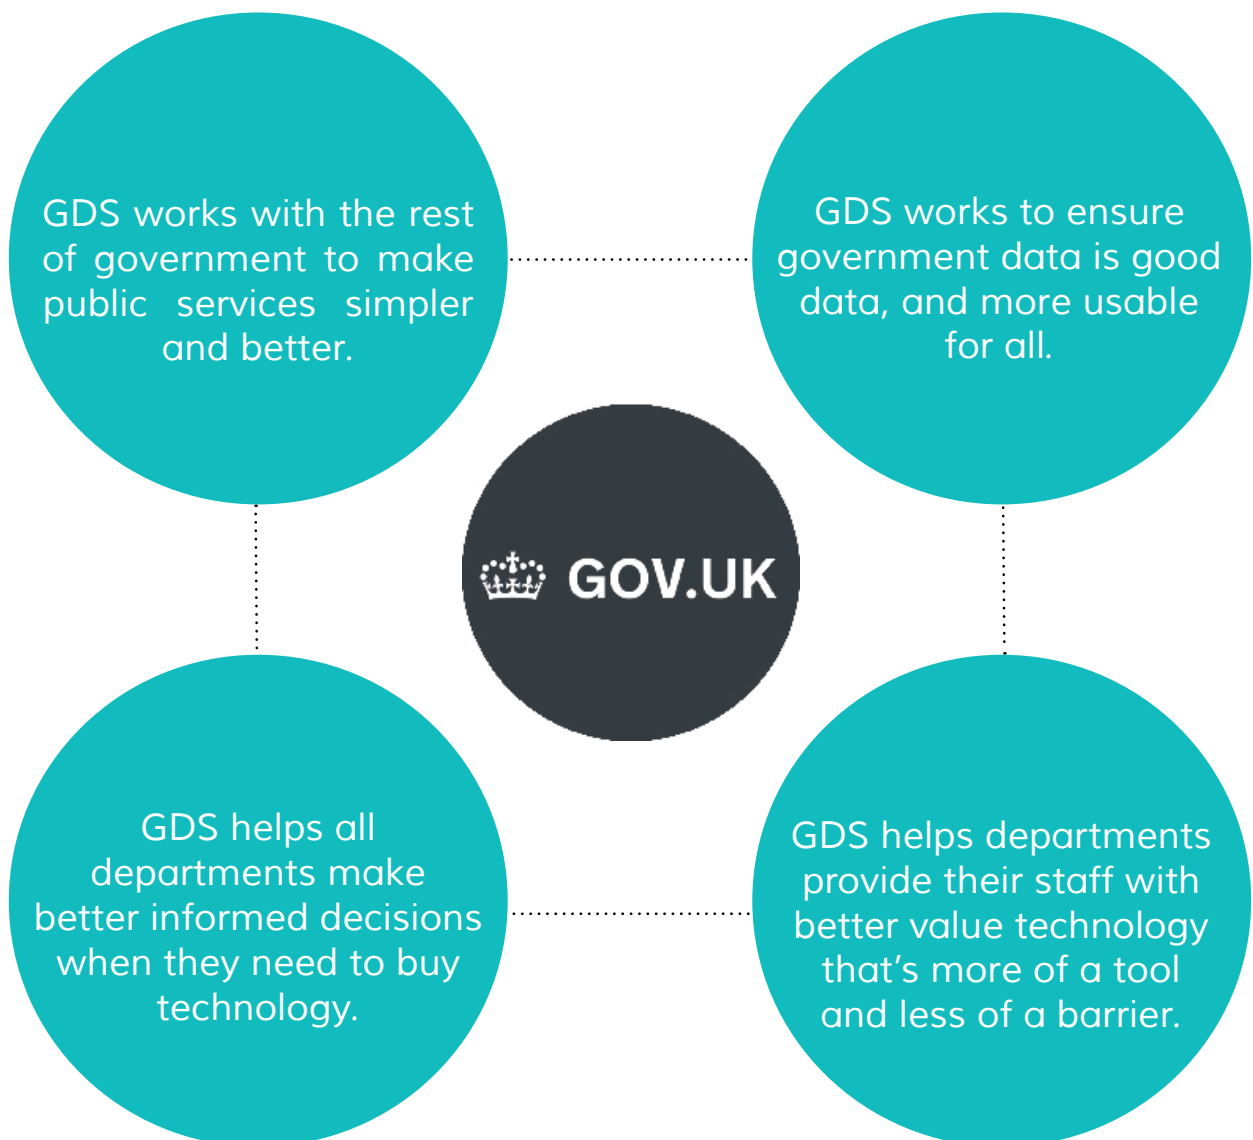 GDS works with the rest
of government to make
public services simpler
and better.
GDS works to ensure
government data is good
data, and more usable
for all.
GOV.UK
GDS helps all
departments make
better informed decisions
when they need to buy
technology.
GDS helps departments
provide their staff with
better value technology
that’s more of a tool
and less of a barrier.